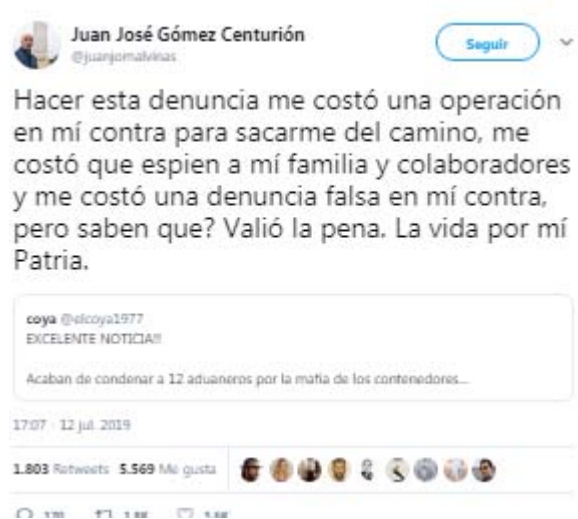 Juan José Gómez Centurión
@juanjomalvinas
Seguir
Hacer esta denuncia me costó una operación
en mí contra para sacarme del camino, me
costó que espien a mí familia y colaboradores
y me costó una denuncia falsa en mí contra,
pero saben que? Valió la pena. La vida por mí
Patria.
coya @elcoya1977
EXCELENTE NOTICIA!!!
Acaban de condenar a 12 aduaneros por la mafia de los contenedores...
17:07 - 12 jul. 2019
1.803 Retweets 5.569 Me gusta